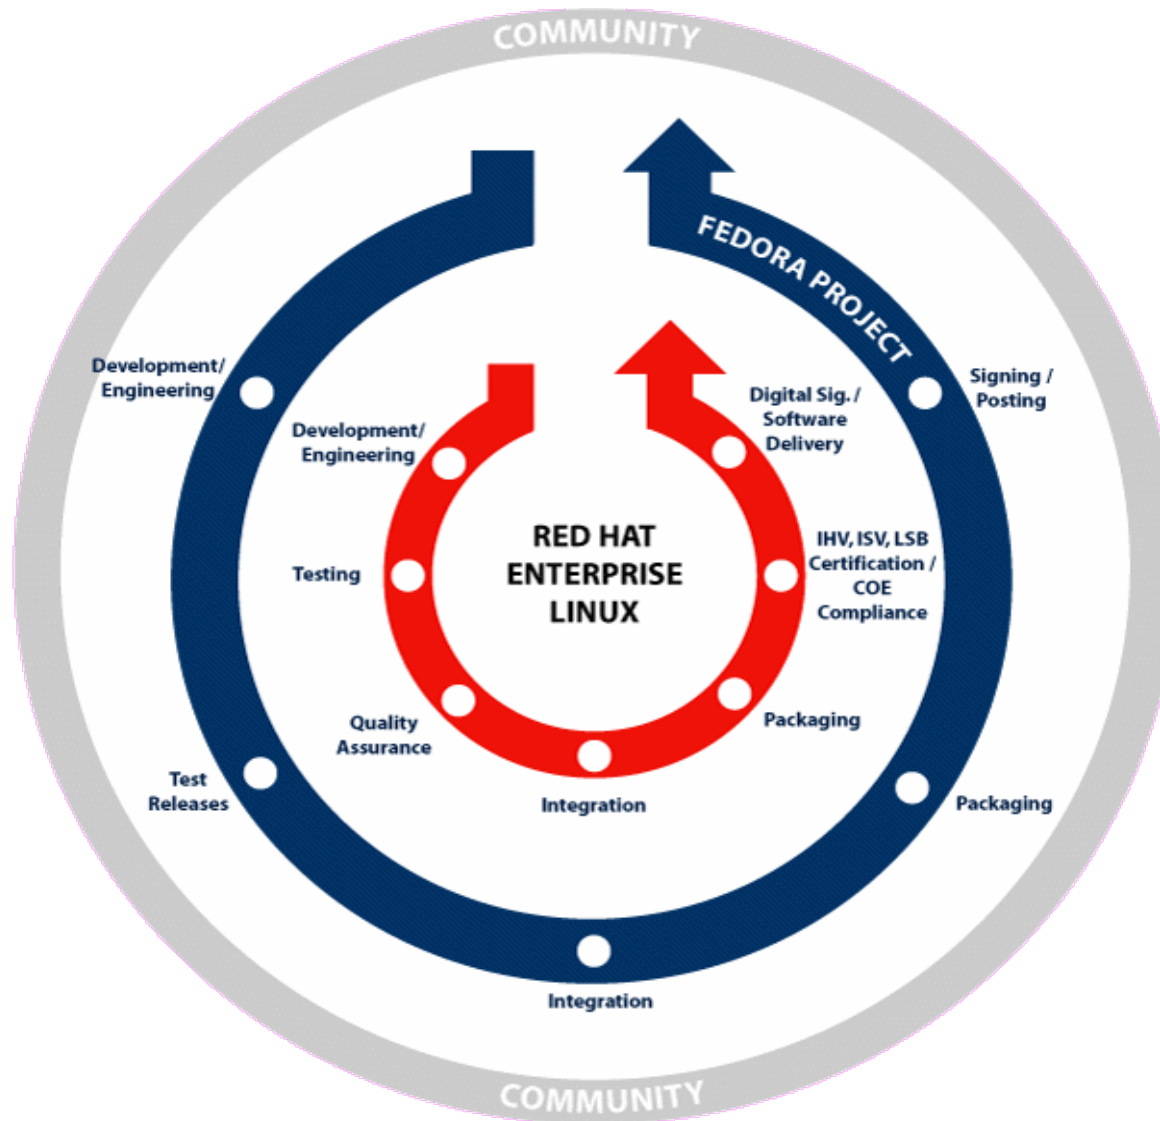 COMMUNITY
FEDORA PROJECT
Development/
Engineering
Signing /
Posting
Digital Sig. /
Software
Delivery
Development/
Engineering
RED HAT
ENTERPRISE
LINUX
IHV, ISV, LSB
Certification /
COE
Compliance
Testing
Quality
Assurance
Packaging
Test
Releases
Integration
Packaging
Integration
COMMUNITY